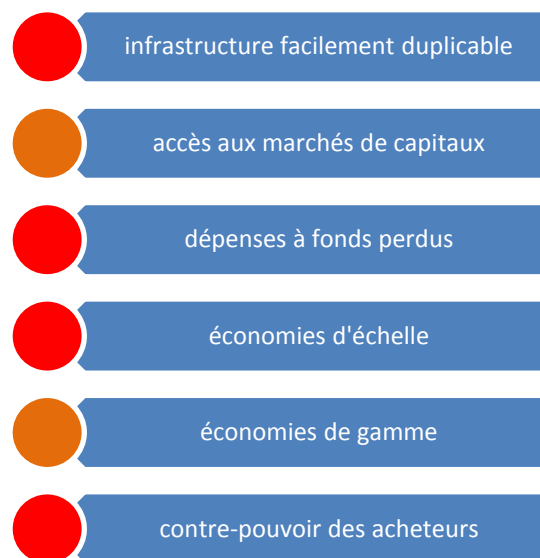 infrastructure facilement duplicable
accès aux marchés de capitaux
dépenses à fonds perdus
économies d'échelle
économies de gamme
contre-pouvoir des acheteurs